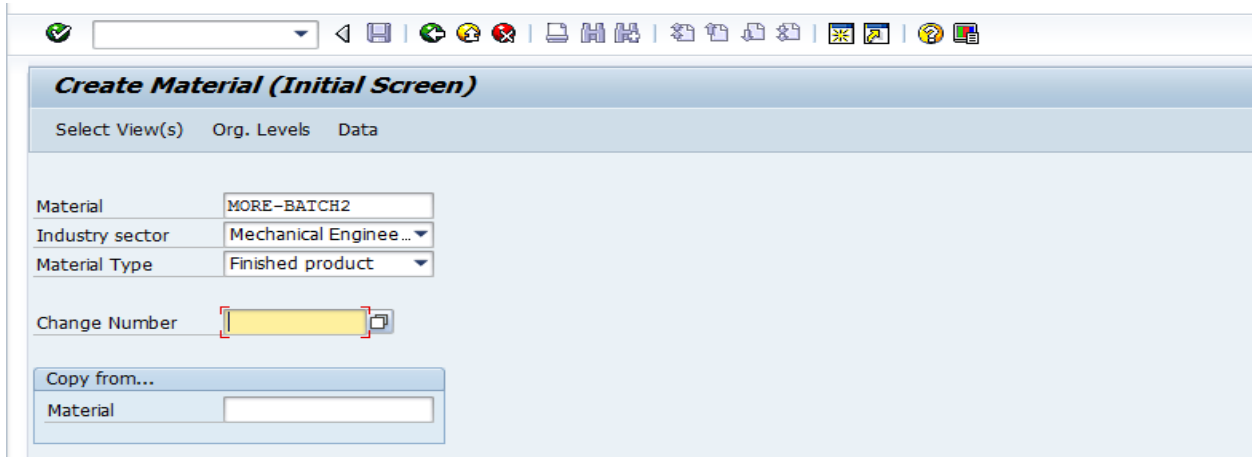 Create Material (Initial Screen)
Select View(s) Org. Levels Data
Material MORE-BATCH2
Industry sector Mechanical Enginee...
Material Type Finished product
Change Number
Copy from...
Material